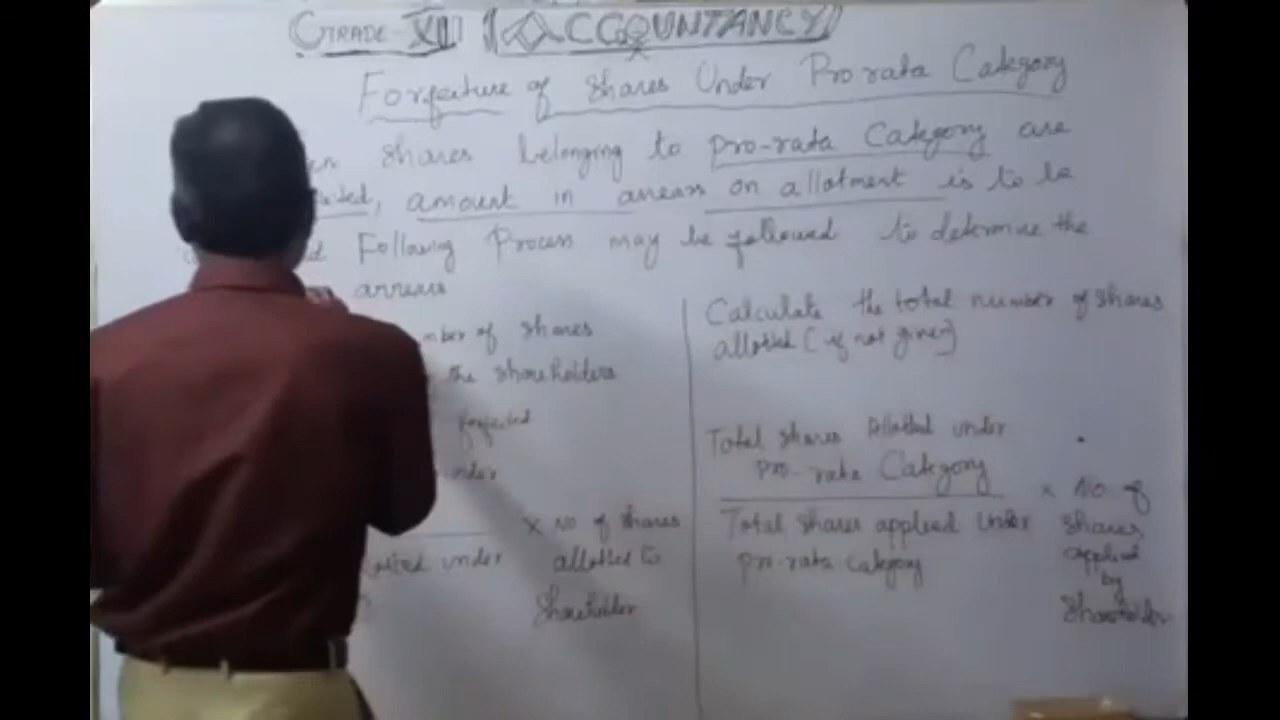 GRADE-XII [ACCOUNTANCY]
Forfeiture of Shares Under Pro rata Category
Shares belonging to pro-rata Category are
amount in arrears on allotment is to be
Following Process may be followed to determine the
arrears
of shares
the shareholders
forfeited
under
x No of shares
under allotted to
Shareholder
Calculate the total number of shares
allotted [if not given]
Total shares Allotted under
pro-rata Category
x No of
Total shares applied Under shares
pro-rata Category applied
by
Shareholder